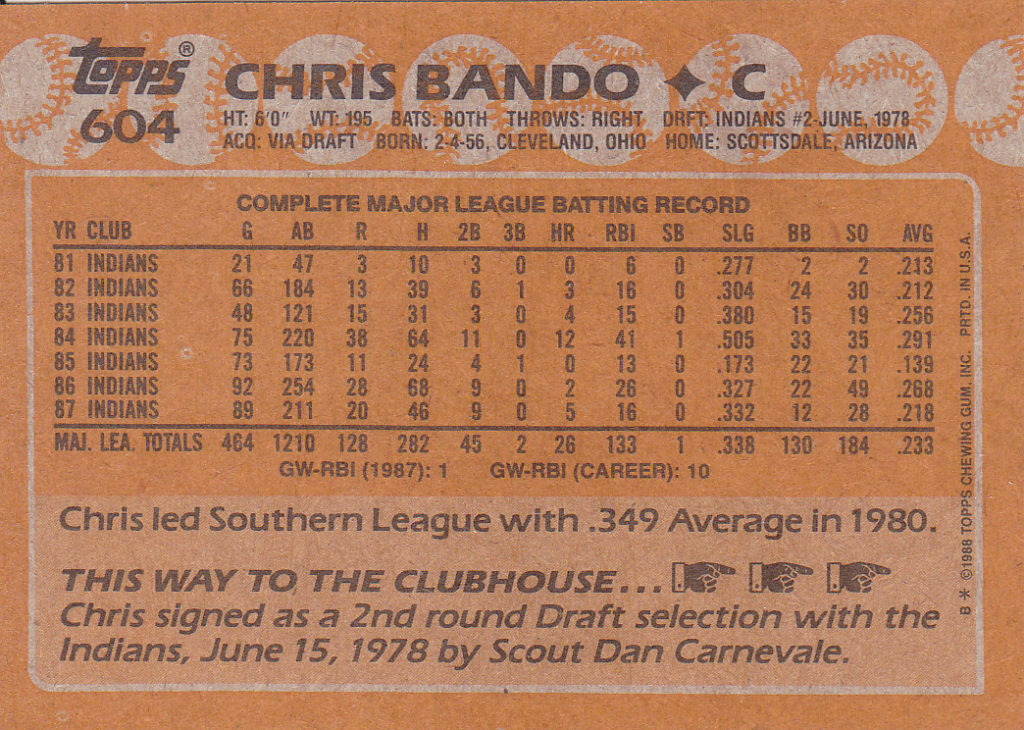 topps®
604
CHRIS BANDO ✦ C
HT: 6'0" WT: 195 BATS: BOTH THROWS: RIGHT DRFT: INDIANS #2-JUNE, 1978
ACQ: VIA DRAFT BORN: 2-4-56, CLEVELAND, OHIO HOME: SCOTTSDALE, ARIZONA
COMPLETE MAJOR LEAGUE BATTING RECORD
YR CLUB G AB R H 2B 3B HR RBI SB SLG BB SO AVG
81 INDIANS 21 47 3 10 3 0 0 6 0 .277 2 2 .213
82 INDIANS 66 184 13 39 6 1 3 16 0 .304 24 30 .212
83 INDIANS 48 121 15 31 3 0 4 15 0 .380 15 19 .256
84 INDIANS 75 220 38 64 11 0 12 41 1 .505 33 35 .291
85 INDIANS 73 173 11 24 4 1 0 13 0 .173 22 21 .139
86 INDIANS 92 254 28 68 9 0 2 26 0 .327 22 49 .268
87 INDIANS 89 211 20 46 9 0 5 16 0 .332 12 28 .218
MAJ. LEA. TOTALS 464 1210 128 282 45 2 26 133 1 .338 130 184 .233
GW-RBI (1987): 1 GW-RBI (CAREER): 10
Chris led Southern League with .349 Average in 1980.
THIS WAY TO THE CLUBHOUSE...
Chris signed as a 2nd round Draft selection with the
Indians, June 15, 1978 by Scout Dan Carnevale.
B * ©1988 TOPPS CHEWING GUM, INC. PRTD. IN U.S.A.